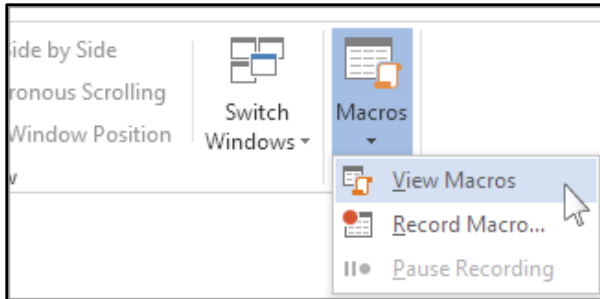 ide by Side
ronous Scrolling
Window Position
w
Switch
Windows
Macros
View Macros
Record Macro...
Pause Recording